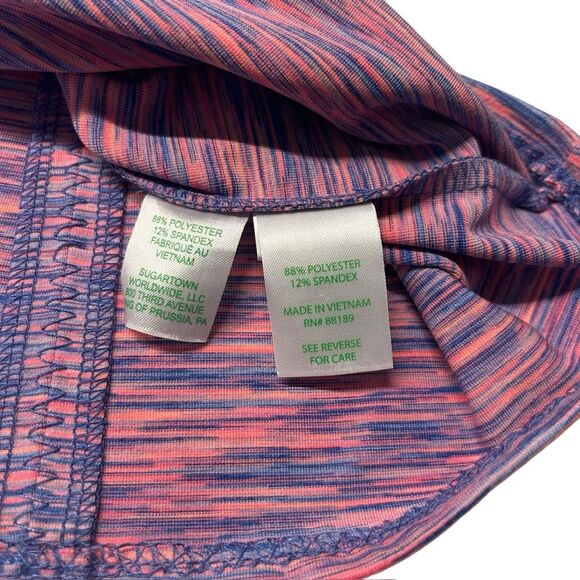 88% POLYESTER
12% SPANDEX
FABRIQUÉ AU
VIETNAM
SUGARTOWN
WORLDWIDE, LLC
THIRD AVENUE
OF PRUSSIA, PA
88% POLYESTER
12% SPANDEX
MADE IN VIETNAM
RN# 88189
SEE REVERSE
FOR CARE